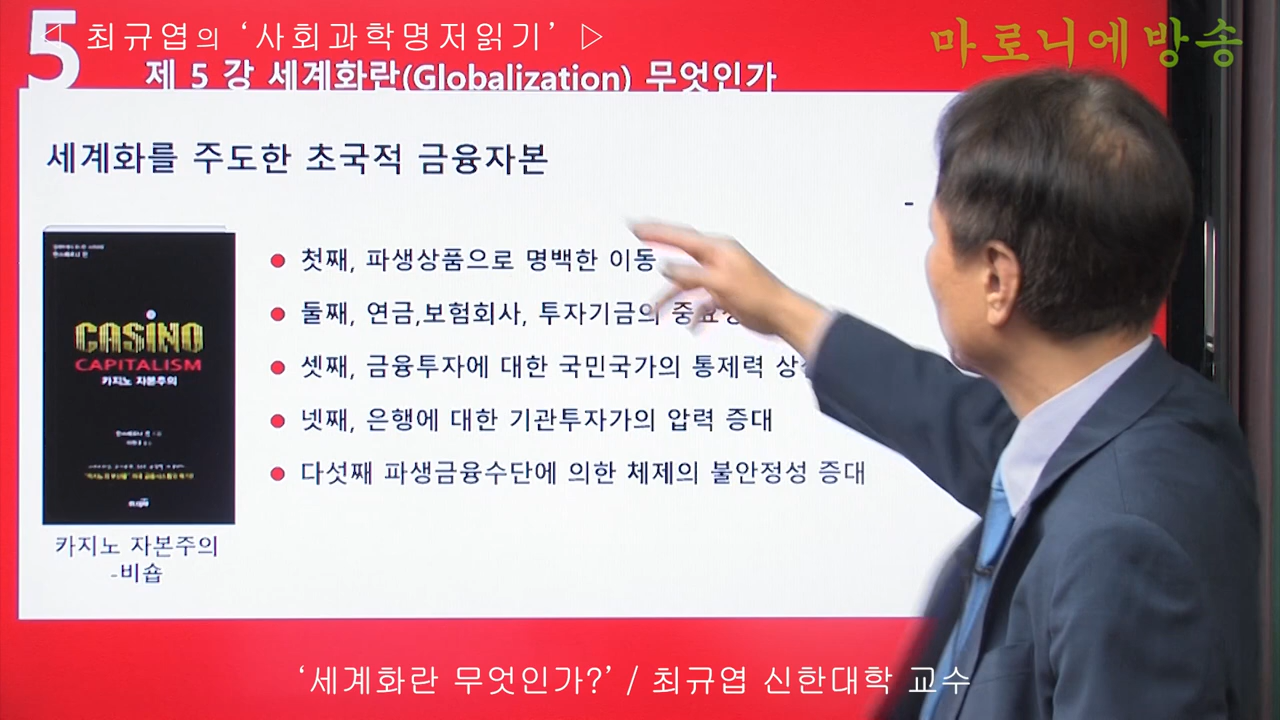 ◁ 최규엽의 ‘사회과학명저읽기’ ▷
마로니에방송
5
제 5 강 세계화란(Globalization) 무엇인가
세계화를 주도한 초국적 금융자본
-
첫째, 파생상품으로 명백한 이동
둘째, 연금,보험회사, 투자기금의
셋째, 금융투자에 대한 국민국가의 통제력
넷째, 은행에 대한 기관투자가의 압력 증대
다섯째 파생금융수단에 의한 체제의 불안정성 증대
CASINO
CAPITALISM
카지노 자본주의
카지노 자본주의
-비숍
‘세계화란 무엇인가?’ / 최규엽 신한대학 교수